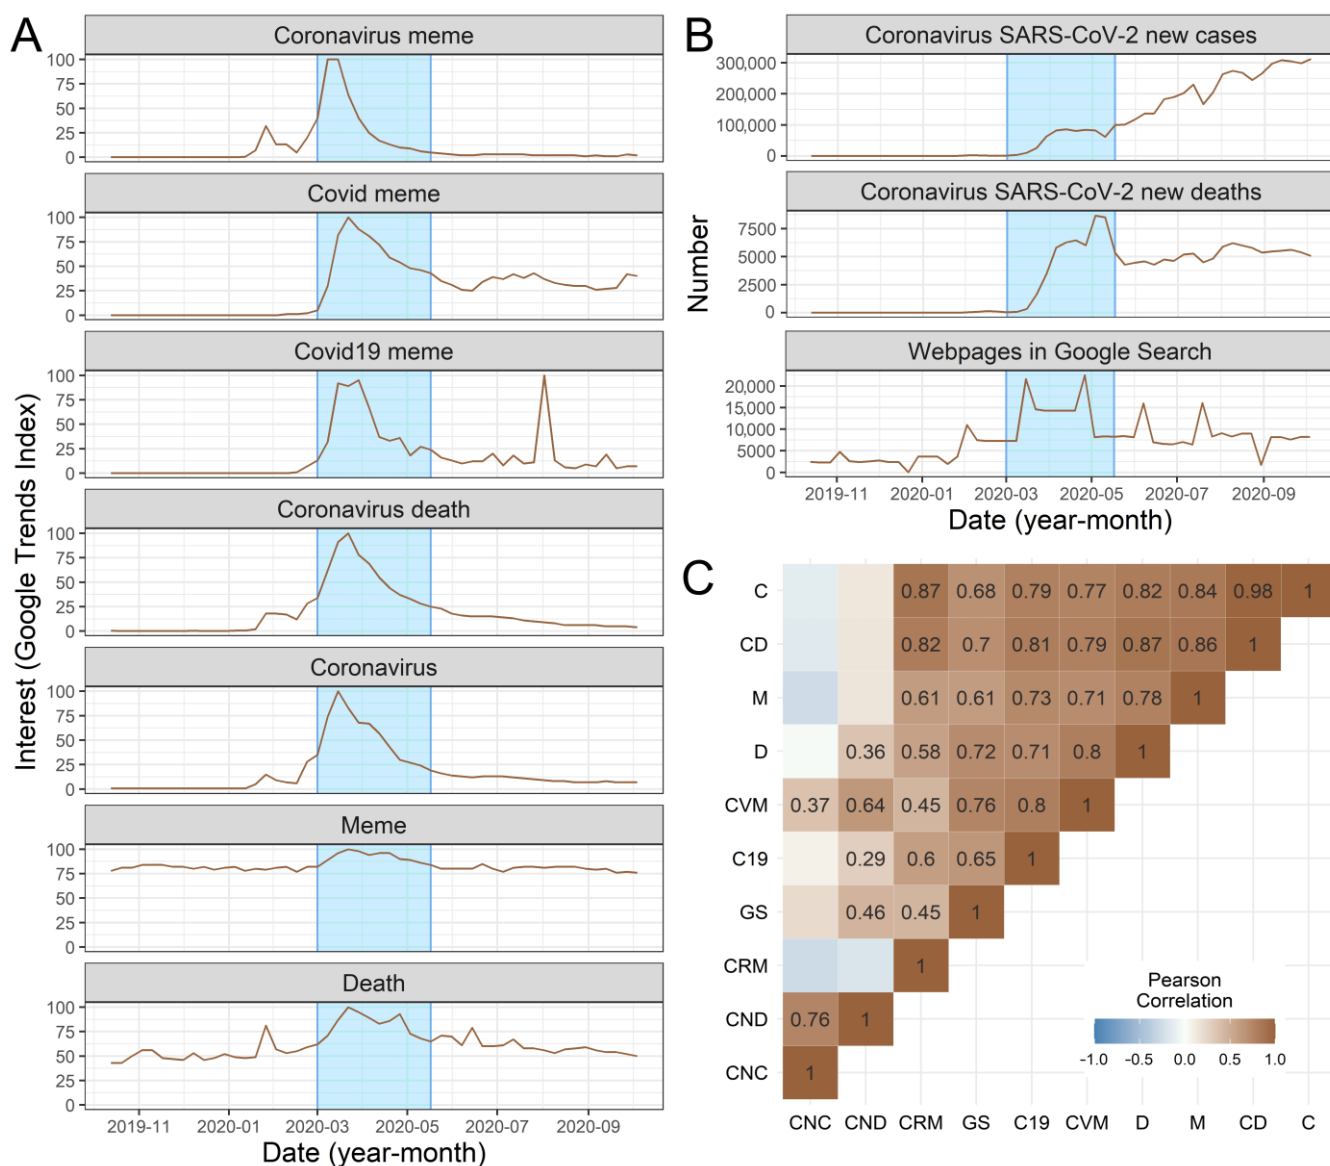 A
Coronavirus meme
100
75
50
25
0
Covid meme
100
75
50
25
0
Covid19 meme
100
75
50
25
0
Coronavirus death
100
75
50
25
0
Coronavirus
100
75
50
25
0
Meme
100
75
50
25
0
Death
100
75
50
25
0
2019-11 2020-01 2020-03 2020-05 2020-07 2020-09
Date (year-month)
Interest (Google Trends Index)
B
Coronavirus SARS-CoV-2 new cases
300,000
200,000
100,000
0
Coronavirus SARS-CoV-2 new deaths
7500
5000
2500
0
Webpages in Google Search
20,000
15,000
10,000
5000
0
2019-11 2020-01 2020-03 2020-05 2020-07 2020-09
Date (year-month)
Number
C
C 0.87 0.68 0.79 0.77 0.82 0.84 0.98 1
CD 0.82 0.7 0.81 0.79 0.87 0.86 1
M 0.61 0.61 0.73 0.71 0.78 1
D 0.36 0.58 0.72 0.71 0.8 1
CVM 0.37 0.64 0.45 0.76 0.8 1
C19 0.29 0.6 0.65 1
GS 0.46 0.45 1
CRM 1
CND 0.76 1
CNC 1
CNC CND CRM GS C19 CVM D M CD C
Pearson
Correlation
-1.0 -0.5 0.0 0.5 1.0